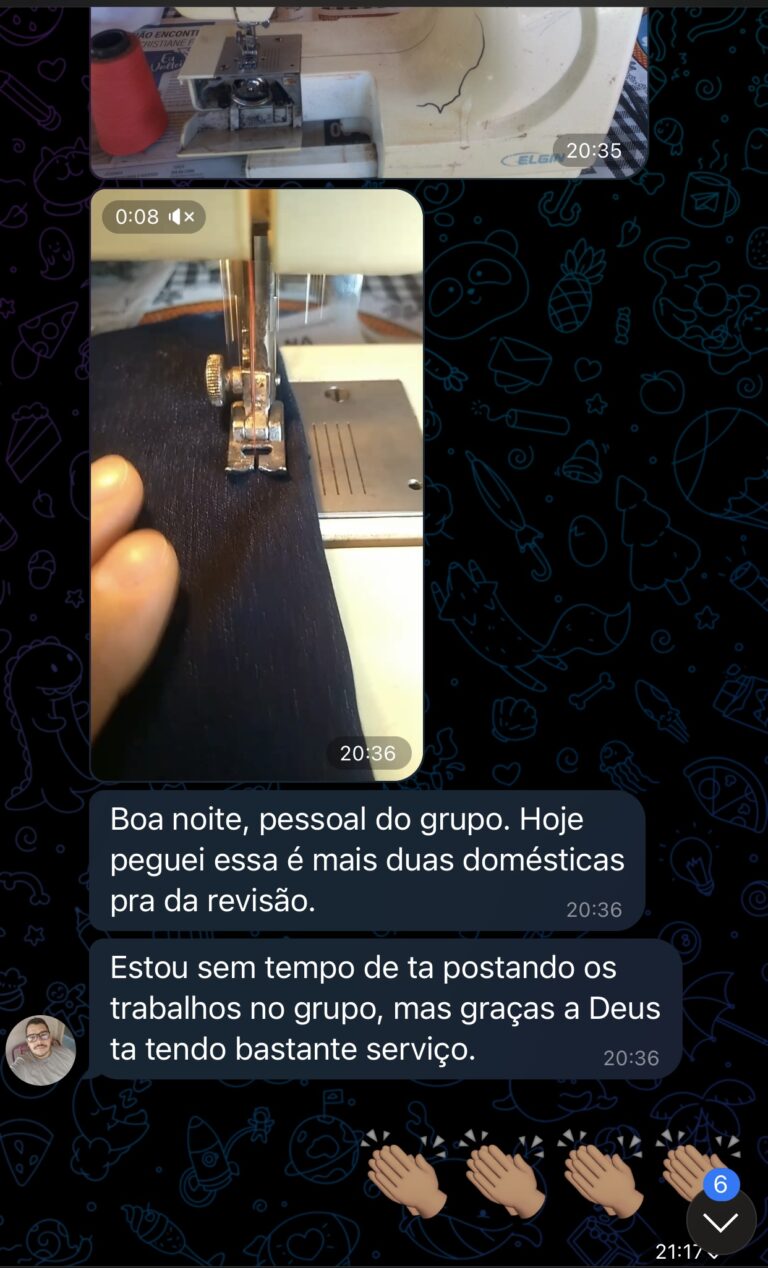 ÃO ENCONT
CRISTIANE F
ELGIN
20:35
0:08
20:36
Boa noite, pessoal do grupo. Hoje
peguei essa é mais duas domésticas
pra da revisão.
20:36
Estou sem tempo de ta postando os
trabalhos no grupo, mas graças a Deus
ta tendo bastante serviço.
20:36
6
21:17